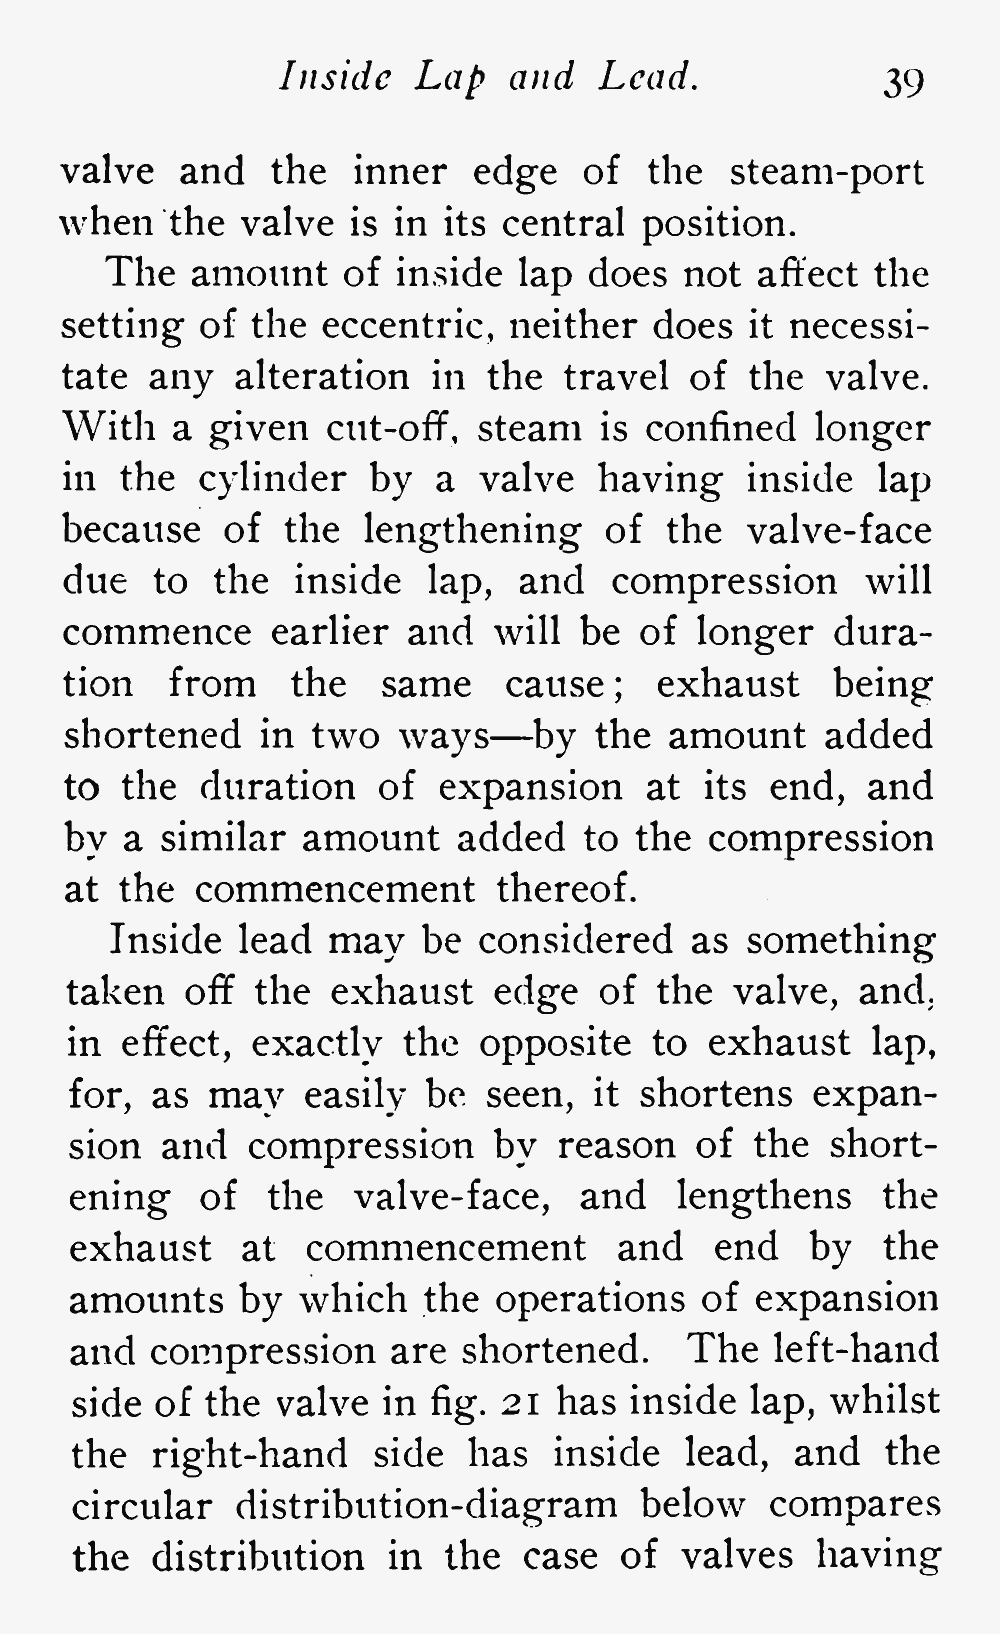 Inside Lap and Lead. 39
valve and the inner edge of the steam-port
when the valve is in its central position.
The amount of inside lap does not affect the
setting of the eccentric, neither does it necessi-
tate any alteration in the travel of the valve.
With a given cut-off, steam is confined longer
in the cylinder by a valve having inside lap
because of the lengthening of the valve-face
due to the inside lap, and compression will
commence earlier and will be of longer dura-
tion from the same cause; exhaust being
shortened in two ways—by the amount added
to the duration of expansion at its end, and
by a similar amount added to the compression
at the commencement thereof.
Inside lead may be considered as something
taken off the exhaust edge of the valve, and,
in effect, exactly the opposite to exhaust lap,
for, as may easily be seen, it shortens expan-
sion and compression by reason of the short-
ening of the valve-face, and lengthens the
exhaust at commencement and end by the
amounts by which the operations of expansion
and compression are shortened. The left-hand
side of the valve in fig. 21 has inside lap, whilst
the right-hand side has inside lead, and the
circular distribution-diagram below compares
the distribution in the case of valves having